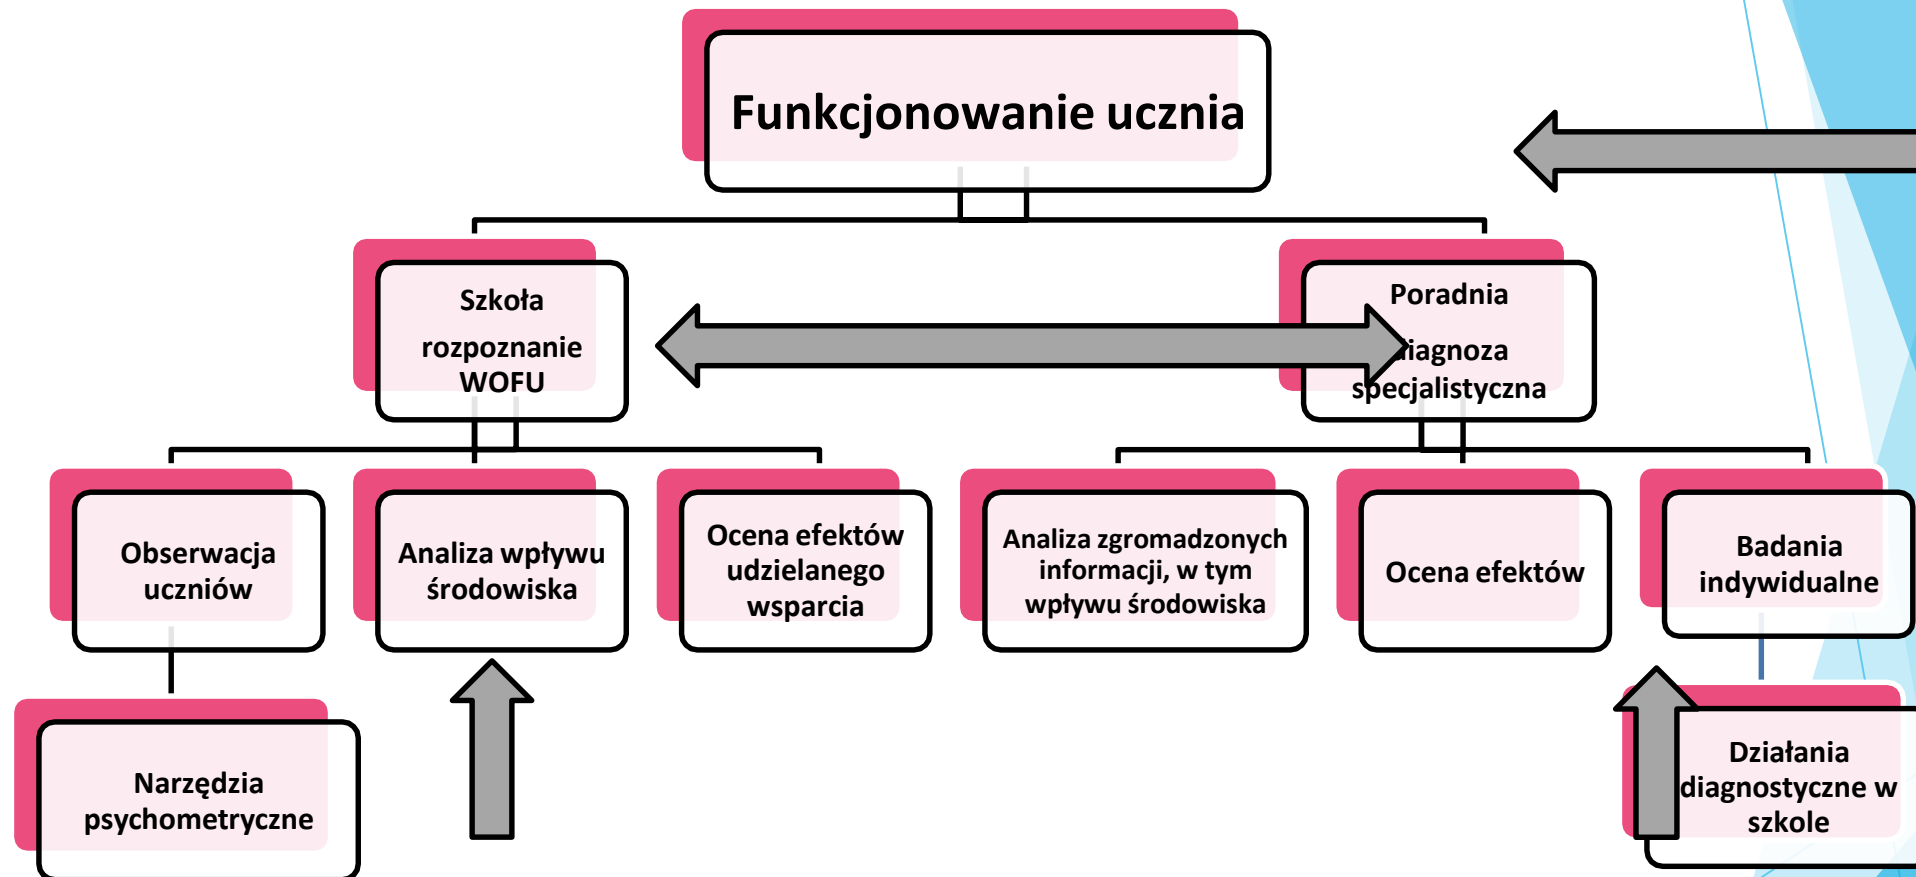 Funkcjonowanie ucznia
Szkoła
rozpoznanie
WOFU
Poradnia
diagnoza
specjalistyczna
Obserwacja
uczniów
Analiza wpływu
środowiska
Ocena efektów
udzielanego
wsparcia
Analiza zgromadzonych
informacji, w tym
wpływu środowiska
Ocena efektów
Badania
indywidualne
Narzędzia
psychometryczne
Działania
diagnostyczne w
szkole